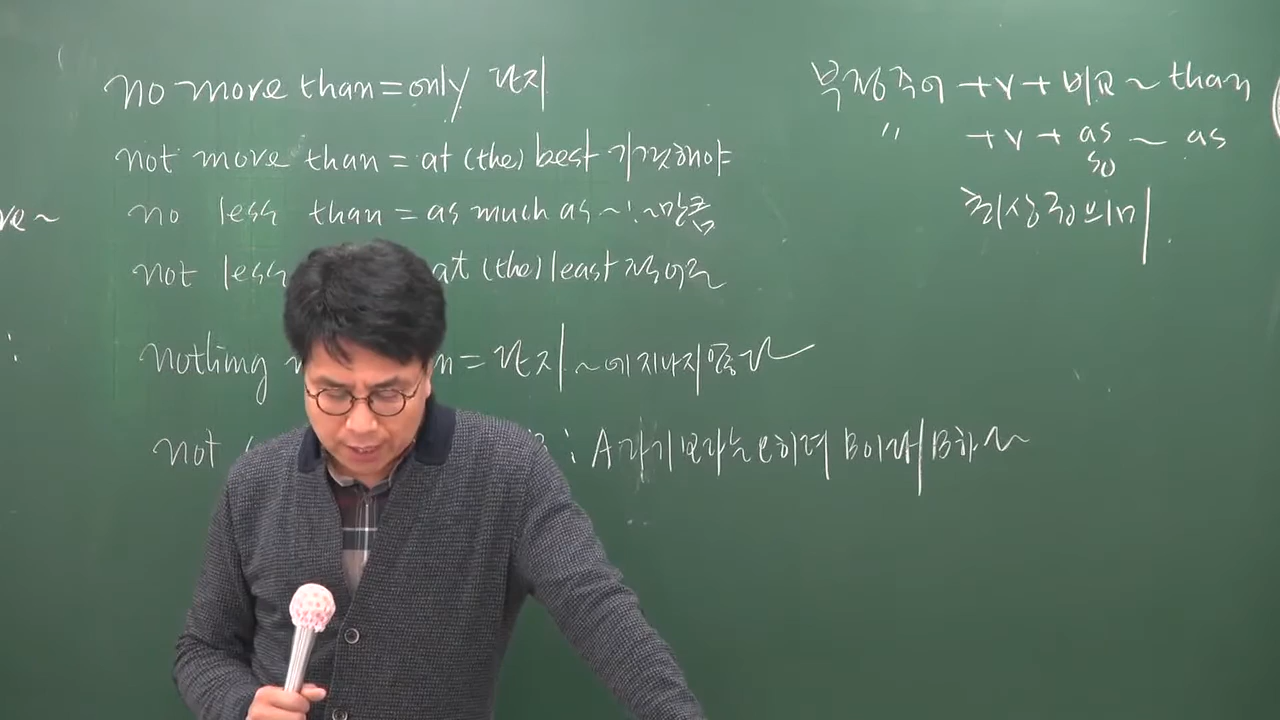 no more than = only 단지
not more than = at (the) best 기껏해야
no less than = as much as ~ 만큼
not less at (the) least 적어도
nothing = 단지 ~에 지나지 않다
not : A라기 보다는 오히려 B이다/B하다
부정주어 + V + 비교 ~ than
" + V + as ~ as
so
최상급 의미
ve ~
: